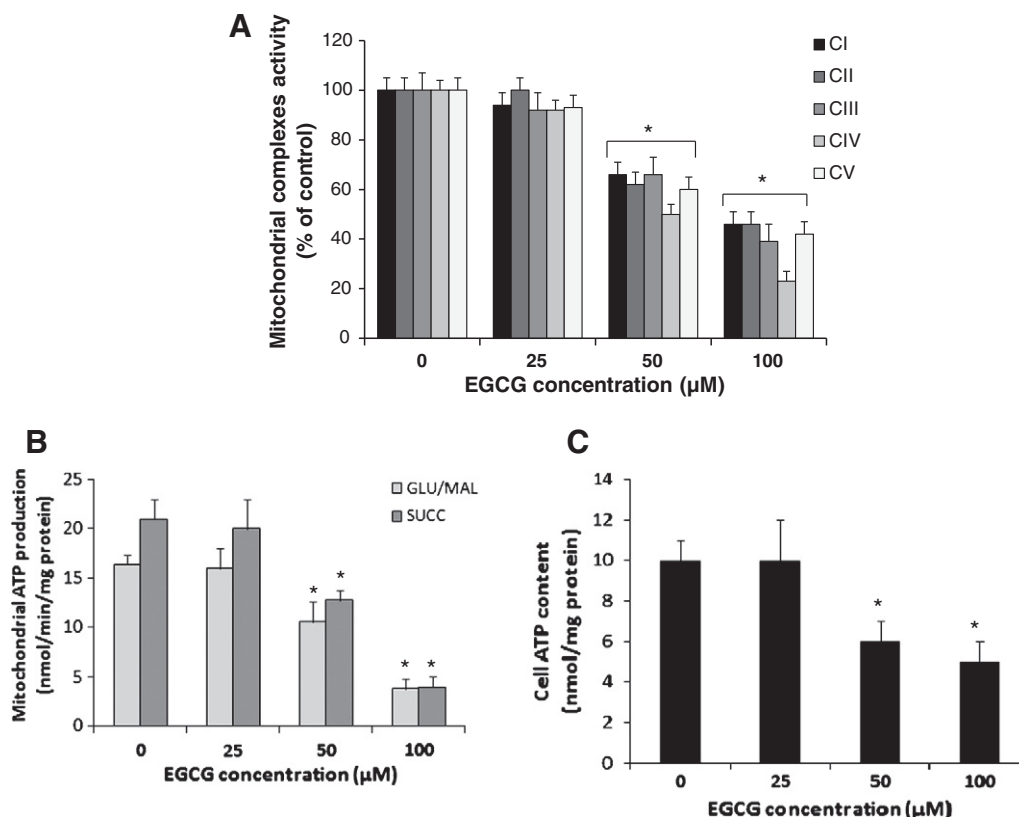 A
Mitochondrial complexes activity
(% of control)
120
100
80
60
40
20
0
*
*
CI
CII
CIII
CIV
CV
0 25 50 100
EGCG concentration (µM)
B
Mitochondrial ATP production
(nmol/min/mg protein)
25
20
15
10
5
0
GLU/MAL
SUCC
* *
* *
0 25 50 100
EGCG concentration (µM)
C
Cell ATP content
(nmol/mg protein)
14
12
10
8
6
4
2
0
*
*
0 25 50 100
EGCG concentration (µM)